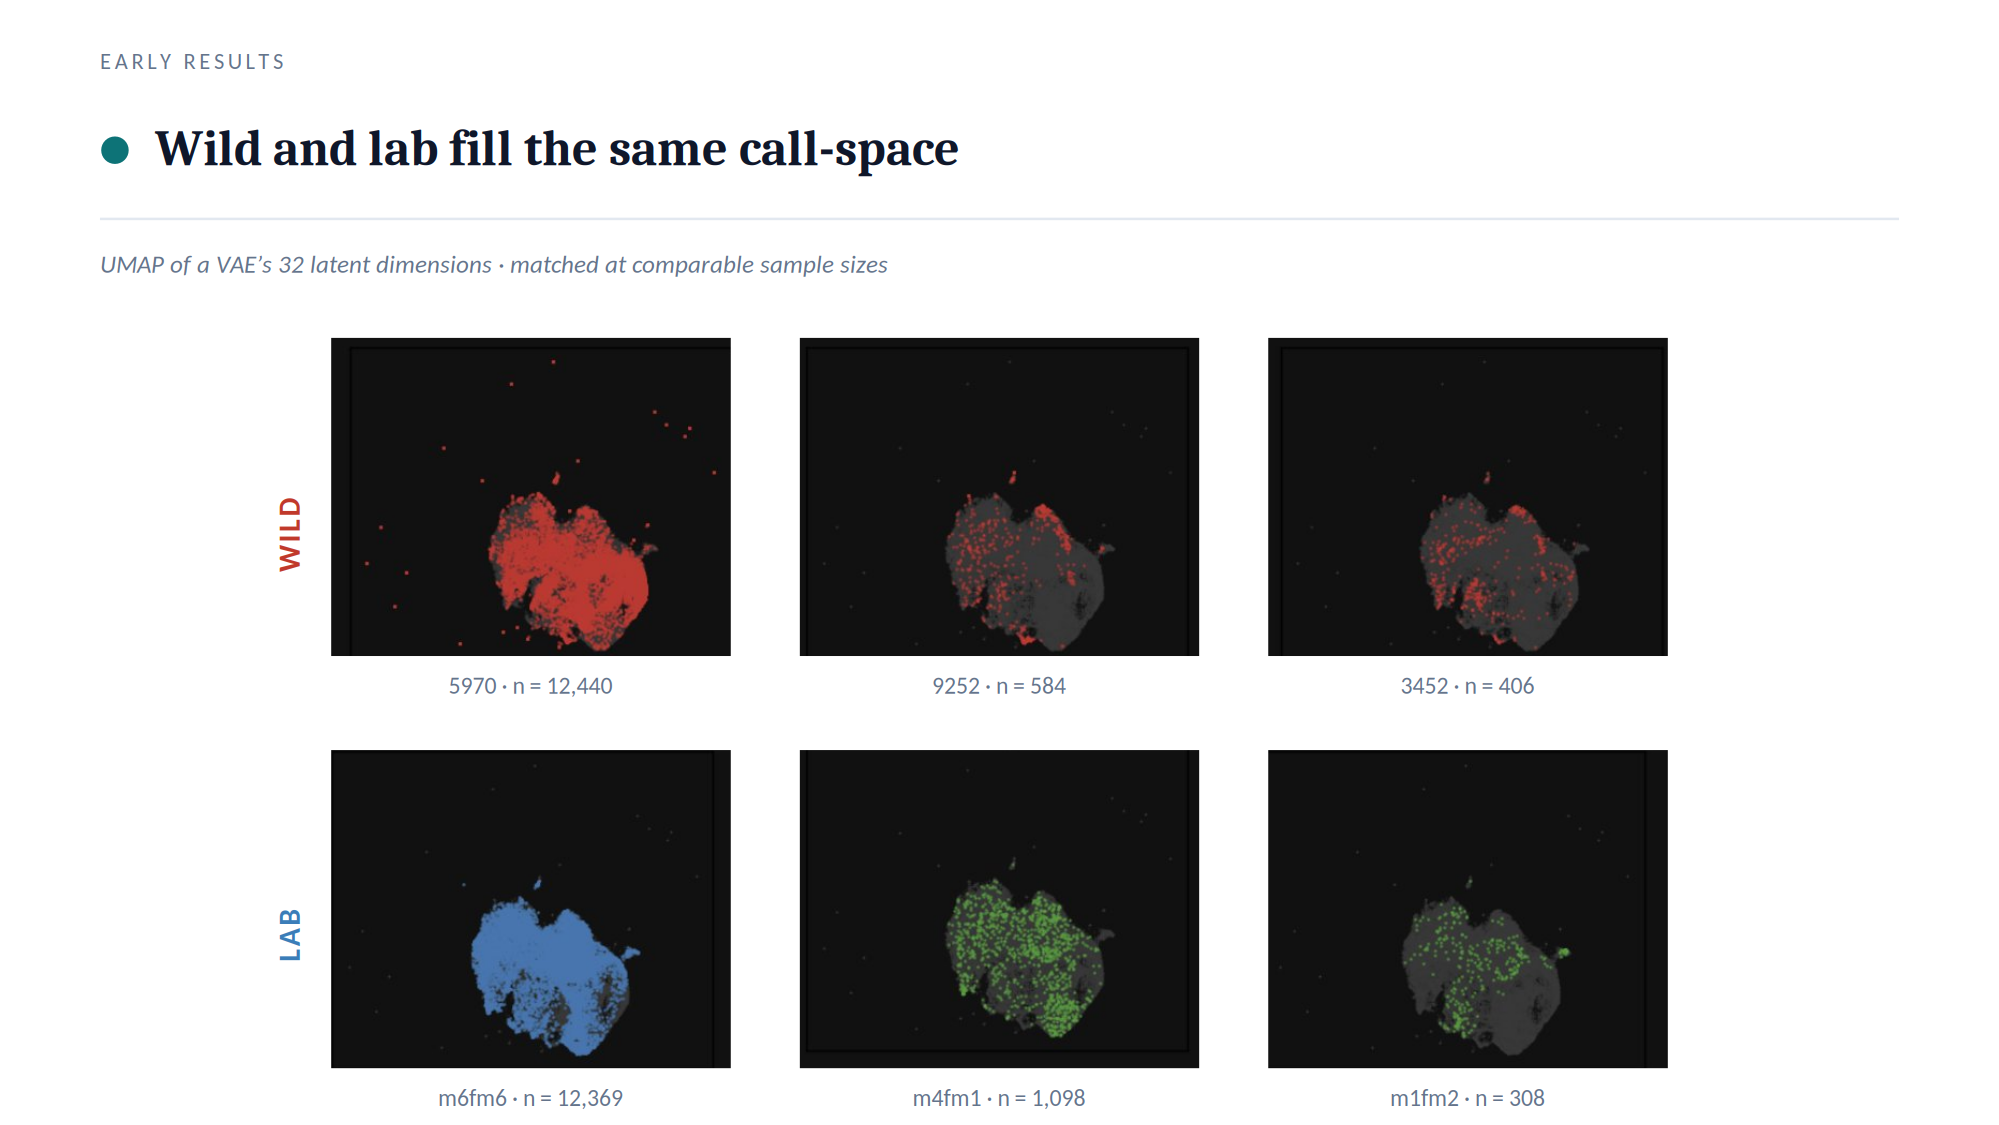 EARLY RESULTS
Wild and lab fill the same call-space
UMAP of a VAE’s 32 latent dimensions · matched at comparable sample sizes
WILD
5970 · n = 12,440
9252 · n = 584
3452 · n = 406
LAB
m6fm6 · n = 12,369
m4fm1 · n = 1,098
m1fm2 · n = 308